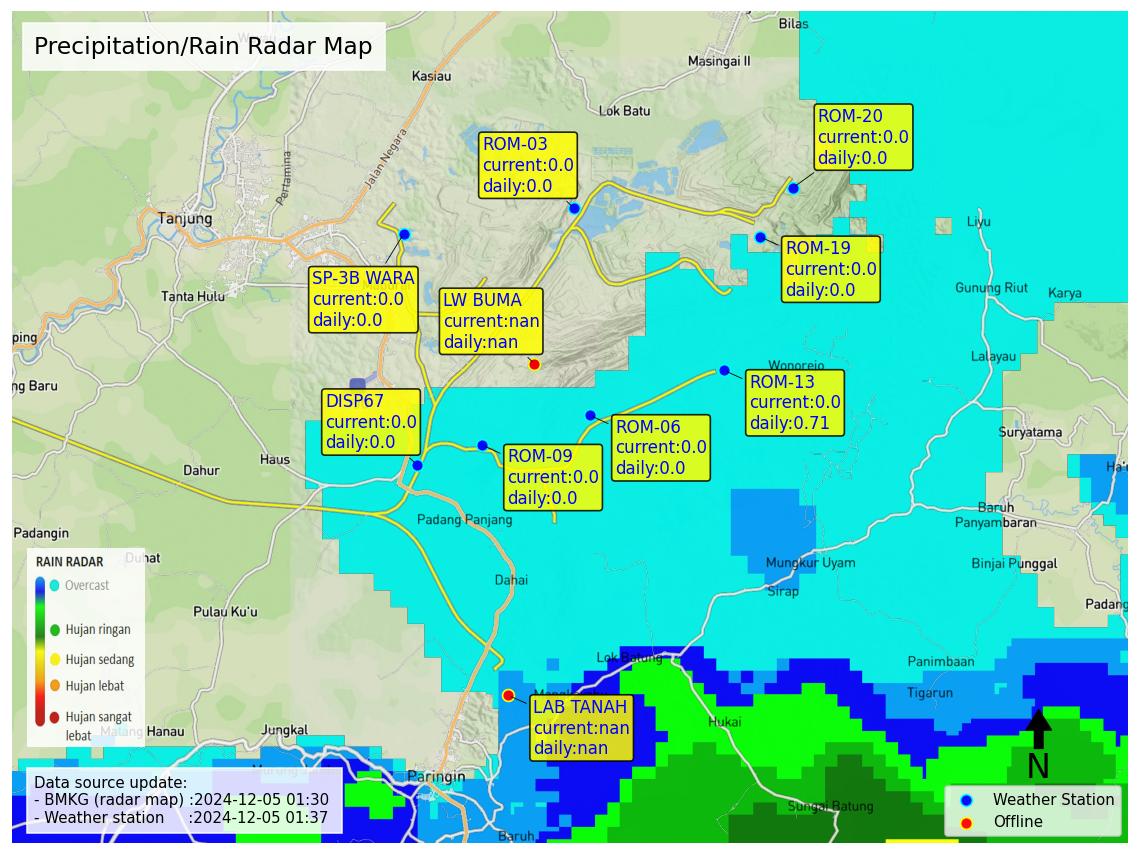 Bilas
Precipitation/Rain Radar Map
Masingai II
Kasiau
Lok Batu
ROM-20
current:0.0
daily:0.0
ROM-03
current:0.0
daily:0.0
Jalan Negara
Pertamina
Tanjung
Liyu
ROM-19
current:0.0
daily:0.0
SP-3B WARA
current:0.0
daily:0.0
LW BUMA
current:nan
daily:nan
Tanta Hulu
Gunung Riut
Karya
ping
Lalayau
Wonorejo
ng Baru
ROM-13
current:0.0
daily:0.71
DISP67
current:0.0
daily:0.0
ROM-06
current:0.0
daily:0.0
Suryatama
ROM-09
current:0.0
daily:0.0
Haus
Dahur
Ha'u
Baruh
Panyambaran
Padang Panjang
Padangin
Duhat
Mungkur Uyam
Binjai Punggal
RAIN RADAR
Overcast
Hujan ringan
Hujan sedang
Hujan lebat
Hujan sangat
lebat
Dahai
Sirap
Pulau Ku'u
Padang
Lok Batung
Panimbaan
Tigarun
LAB TANAH
current:nan
daily:nan
Hukai
Matang Hanau
Jungkal
N
Paringin
Data source update:
- BMKG (radar map) :2024-12-05 01:30
- Weather station :2024-12-05 01:37
Sungai Batung
Baruh
Weather Station
Offline